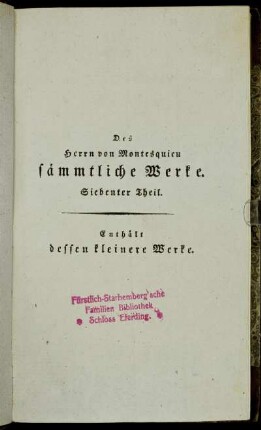 Des
Herrn von Montesquieu
sämmtliche Werke.
Siebenter Theil.
Enthält
dessen kleinere Werke.
Fürstlich-Starhemberg'sche
Familien Bibliothek
Schloss Eferding.